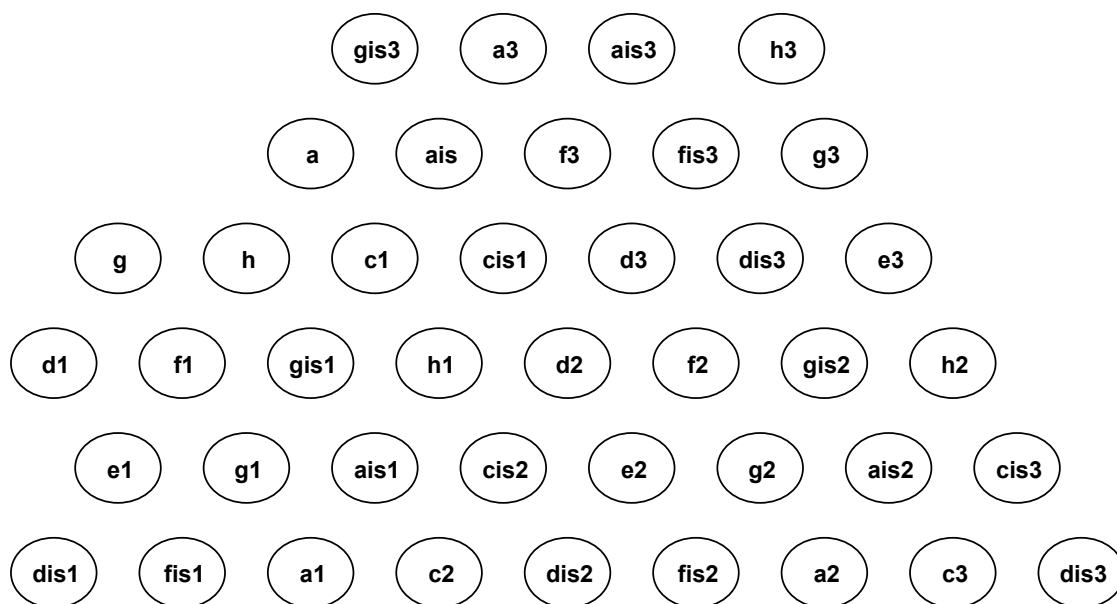 gis3 a3 ais3 h3
a ais f3 fis3 g3
g h c1 cis1 d3 dis3 e3
d1 f1 gis1 h1 d2 f2 gis2 h2
e1 g1 ais1 cis2 e2 g2 ais2 cis3
dis1 fis1 a1 c2 dis2 fis2 a2 c3 dis3